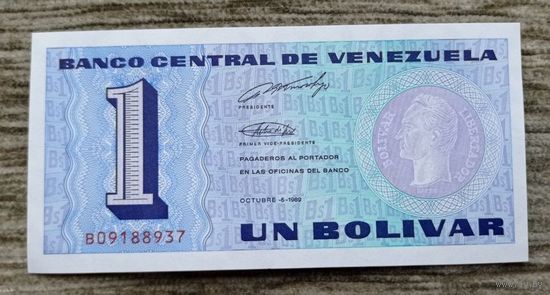 BANCO CENTRAL DE VENEZUELA
1
PRESIDENTE
PRIMER VICE-PRESIDENTE
PAGADEROS AL PORTADOR
EN LAS OFICINAS DEL BANCO
OCTUBRE -5-1989
BOLIVAR
LIBERTADOR
B09188937
UN BOLIVAR